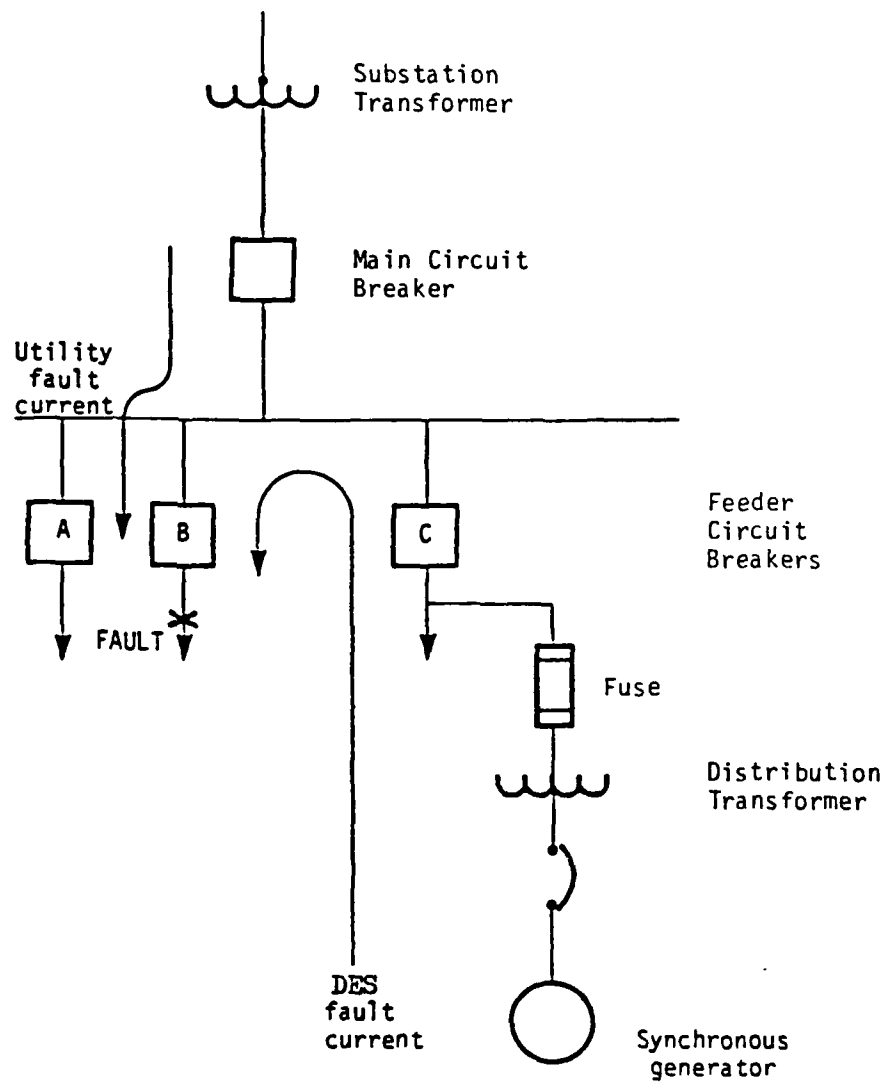 Substation
Transformer
Main Circuit
Breaker
Utility
fault
current
A
B
C
Feeder
Circuit
Breakers
FAULT
Fuse
Distribution
Transformer
DES
fault
current
Synchronous
generator